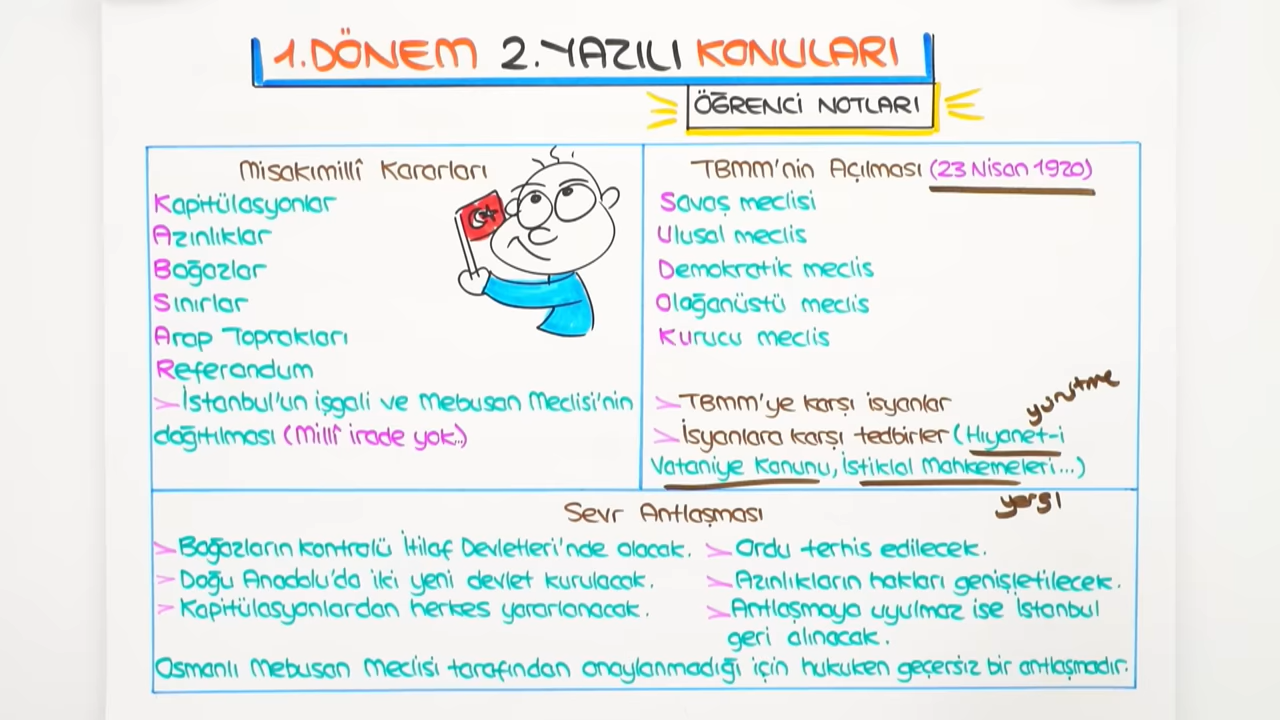 1.DÖNEM 2.YAZILI KONULARI
ÖĞRENCİ NOTLARI
Misakımillî Kararları
Kapitülasyonlar
Azınlıklar
Boğazlar
Sınırlar
Arap Toprakları
Referandum
➢İstanbul'un işgali ve Mebusan Meclisi'nin
dağıtılması (Millî irade yok..)
TBMM'nin Açılması (23 Nisan 1920)
Savaş meclisi
Ulusal meclis
Demokratik meclis
Olağanüstü meclis
Kurucu meclis
➢TBMM'ye karşı isyanlar
yürütme
➢İsyanlara karşı tedbirler (Hıyanet-i
Vataniye Kanunu, İstiklal Mahkemeleri...)
yargı
Sevr Antlaşması
➢Boğazların kontrolü İtilaf Devletleri'nde olacak.
➢Doğu Anadolu'da iki yeni devlet kurulacak.
➢Kapitülasyonlardan herkes yararlanacak.
➢Ordu terhis edilecek.
➢Azınlıkların hakları genişletilecek.
➢Antlaşmaya uyulmaz ise İstanbul
geri alınacak.
Osmanlı Mebusan Meclisi tarafından onaylanmadığı için hukuken geçersiz bir antlaşmadır.